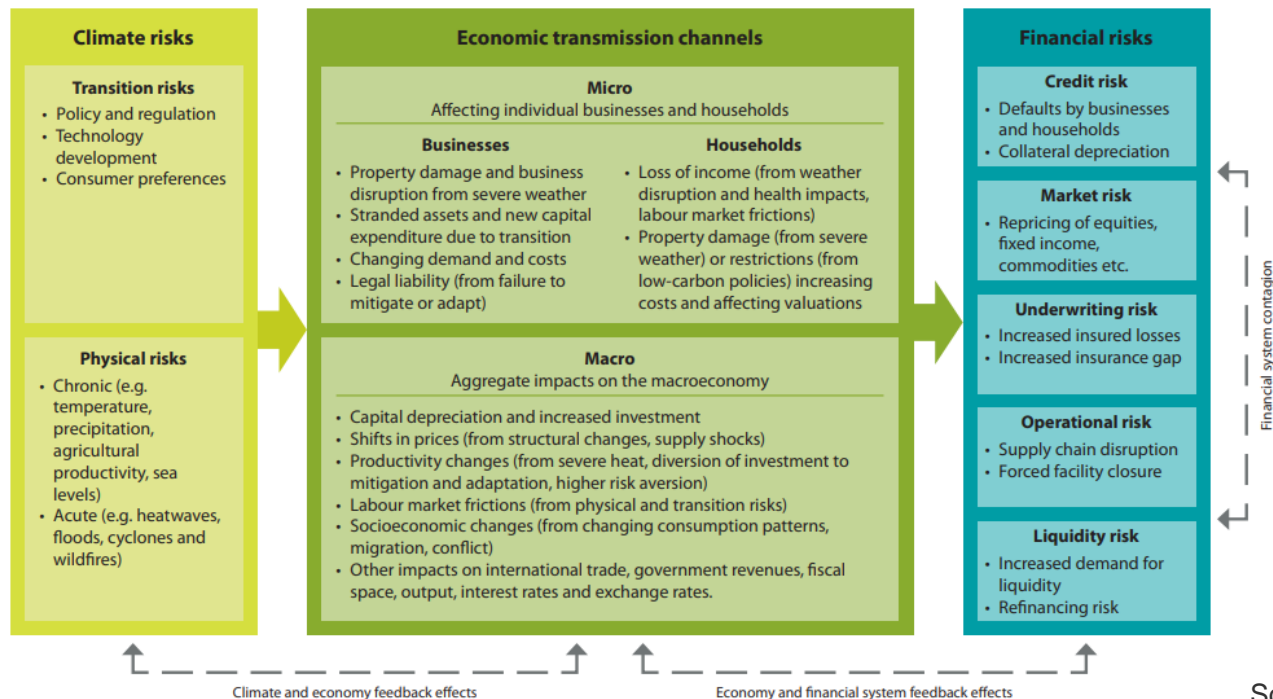 Climate risks
Transition risks
• Policy and regulation
• Technology
development
• Consumer preferences
Physical risks
• Chronic (e.g.
temperature,
precipitation,
agricultural
productivity, sea
levels)
• Acute (e.g. heatwaves,
floods, cyclones and
wildfires)
Economic transmission channels
Micro
Affecting individual businesses and households
Businesses
• Property damage and business
disruption from severe weather
• Stranded assets and new capital
expenditure due to transition
• Changing demand and costs
• Legal liability (from failure to
mitigate or adapt)
Households
• Loss of income (from weather
disruption and health impacts,
labour market frictions)
• Property damage (from severe
weather) or restrictions (from
low-carbon policies) increasing
costs and affecting valuations
Macro
Aggregate impacts on the macroeconomy
• Capital depreciation and increased investment
• Shifts in prices (from structural changes, supply shocks)
• Productivity changes (from severe heat, diversion of investment to
mitigation and adaptation, higher risk aversion)
• Labour market frictions (from physical and transition risks)
• Socioeconomic changes (from changing consumption patterns,
migration, conflict)
• Other impacts on international trade, government revenues, fiscal
space, output, interest rates and exchange rates.
Financial risks
Credit risk
• Defaults by businesses
and households
• Collateral depreciation
Market risk
• Repricing of equities,
fixed income,
commodities etc.
Underwriting risk
• Increased insured losses
• Increased insurance gap
Operational risk
• Supply chain disruption
• Forced facility closure
Liquidity risk
• Increased demand for
liquidity
• Refinancing risk
Financial system contagion
Climate and economy feedback effects
Economy and financial system feedback effects